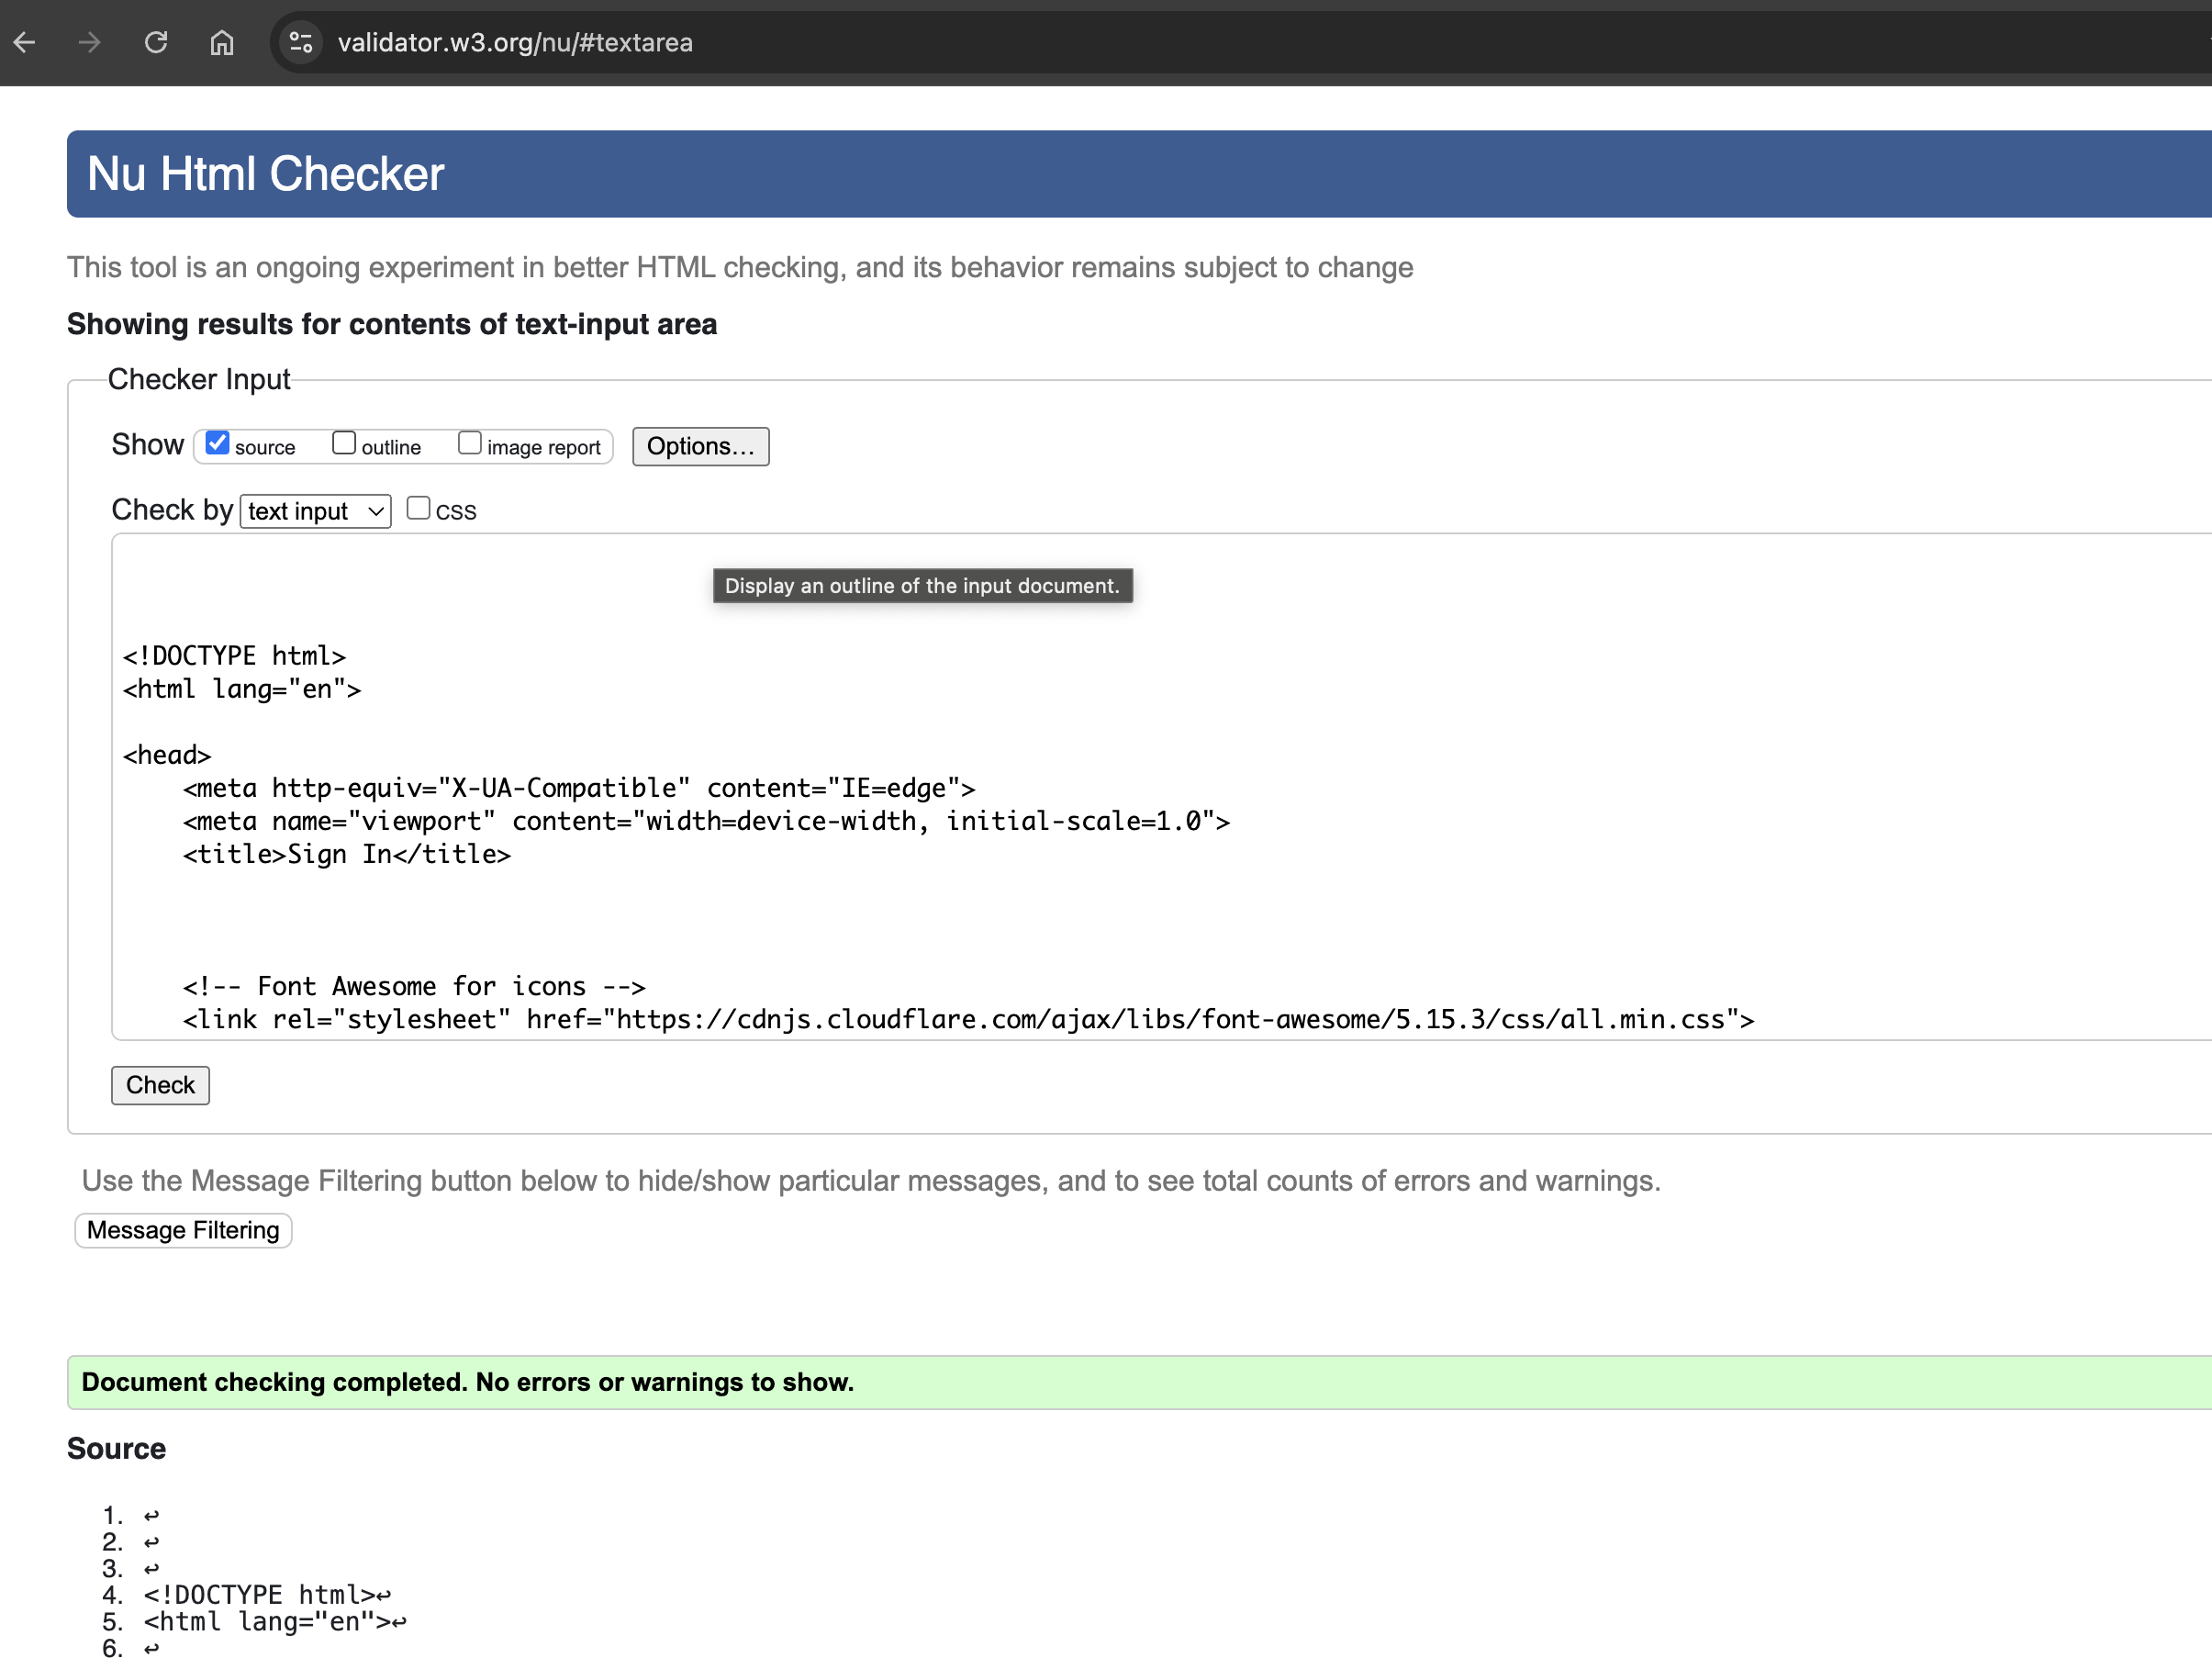 validator.w3.org/nu/#textarea
Nu Html Checker
This tool is an ongoing experiment in better HTML checking, and its behavior remains subject to change
Showing results for contents of text-input area
Checker Input
Show source outline image report Options...
Check by text input CSS
Display an outline of the input document.
<!DOCTYPE html>
<html lang="en">
<head>
<meta http-equiv="X-UA-Compatible" content="IE=edge">
<meta name="viewport" content="width=device-width, initial-scale=1.0">
<title>Sign In</title>
<!-- Font Awesome for icons -->
<link rel="stylesheet" href="https://cdnjs.cloudflare.com/ajax/libs/font-awesome/5.15.3/css/all.min.css">
Check
Use the Message Filtering button below to hide/show particular messages, and to see total counts of errors and warnings.
Message Filtering
Document checking completed. No errors or warnings to show.
Source
1. ↩
2. ↩
3. ↩
4. <!DOCTYPE html>↩
5. <html lang="en">↩
6. ↩